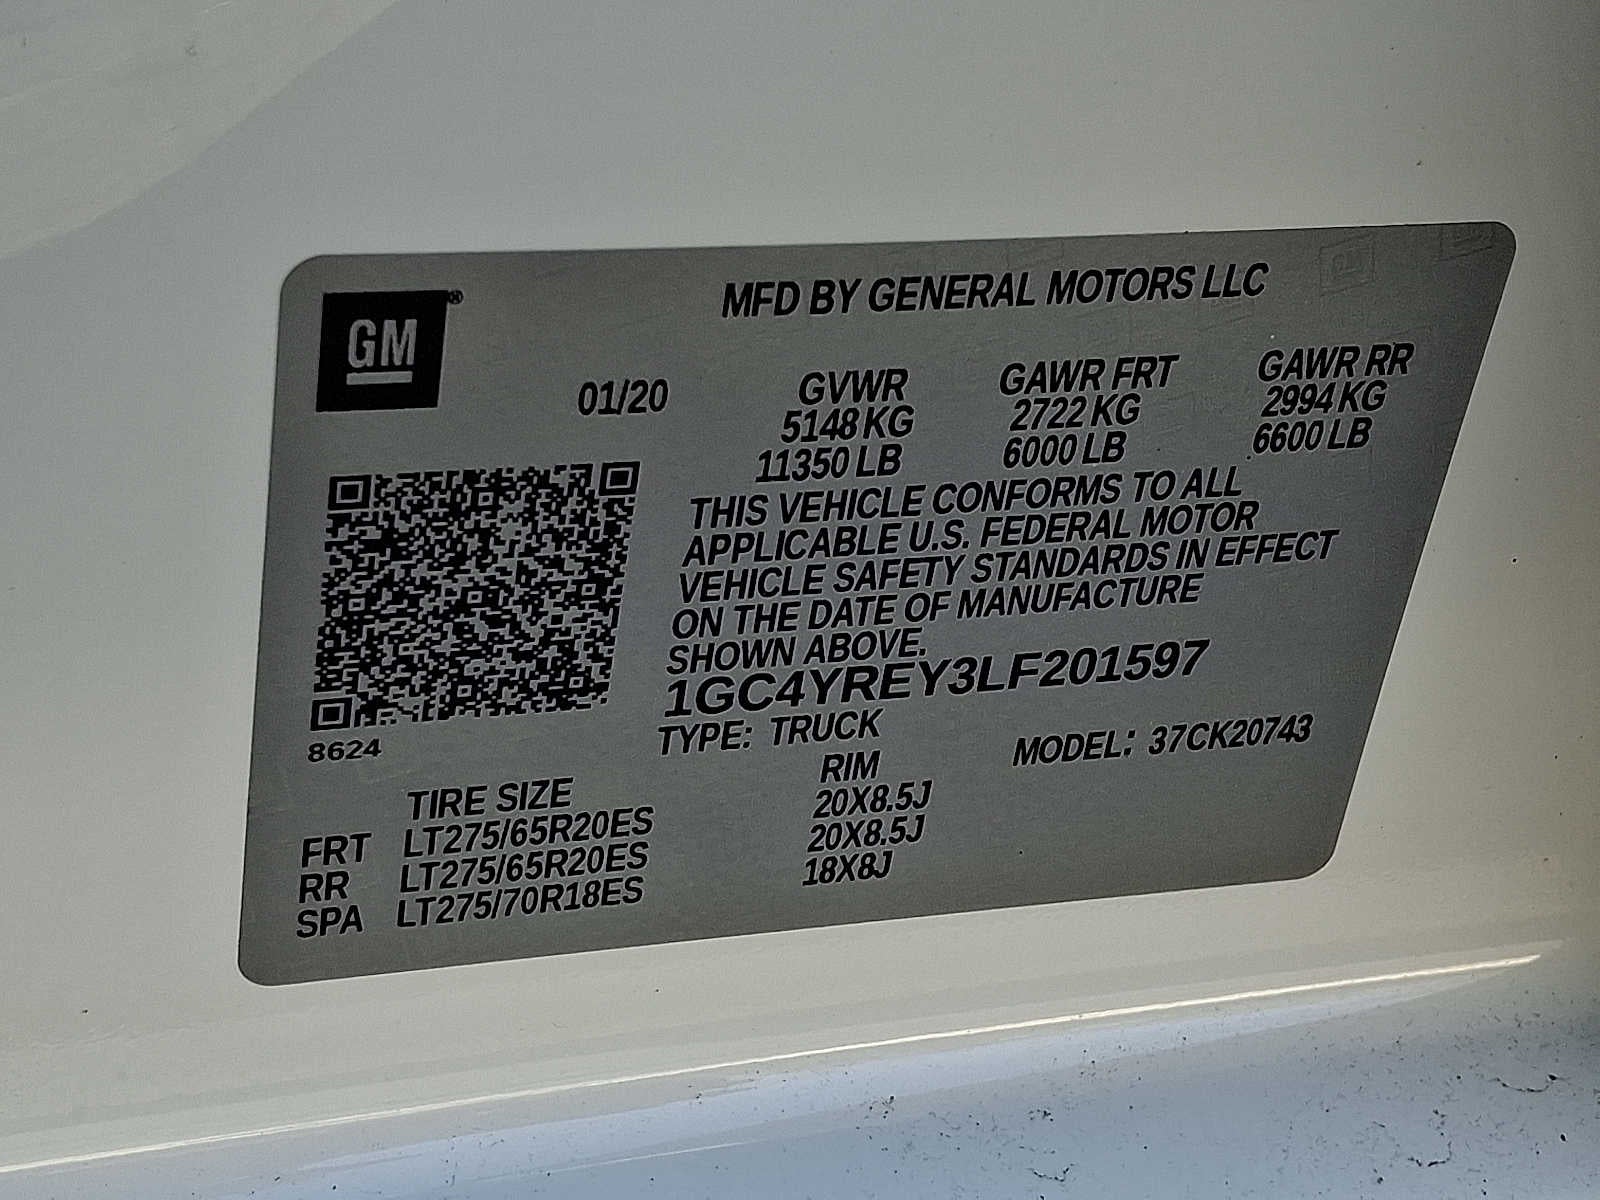 GM®
MFD BY GENERAL MOTORS LLC
01/20 GVWR GAWR FRT GAWR RR
5148 KG 2722 KG 2994 KG
11350 LB 6000 LB 6600 LB
THIS VEHICLE CONFORMS TO ALL
APPLICABLE U.S. FEDERAL MOTOR
VEHICLE SAFETY STANDARDS IN EFFECT
ON THE DATE OF MANUFACTURE
SHOWN ABOVE.
1GC4YREY3LF201597
8624
TYPE: TRUCK MODEL: 37CK20743
TIRE SIZE RIM
FRT LT275/65R20ES 20X8.5J
RR LT275/65R20ES 20X8.5J
SPA LT275/70R18ES 18X8J